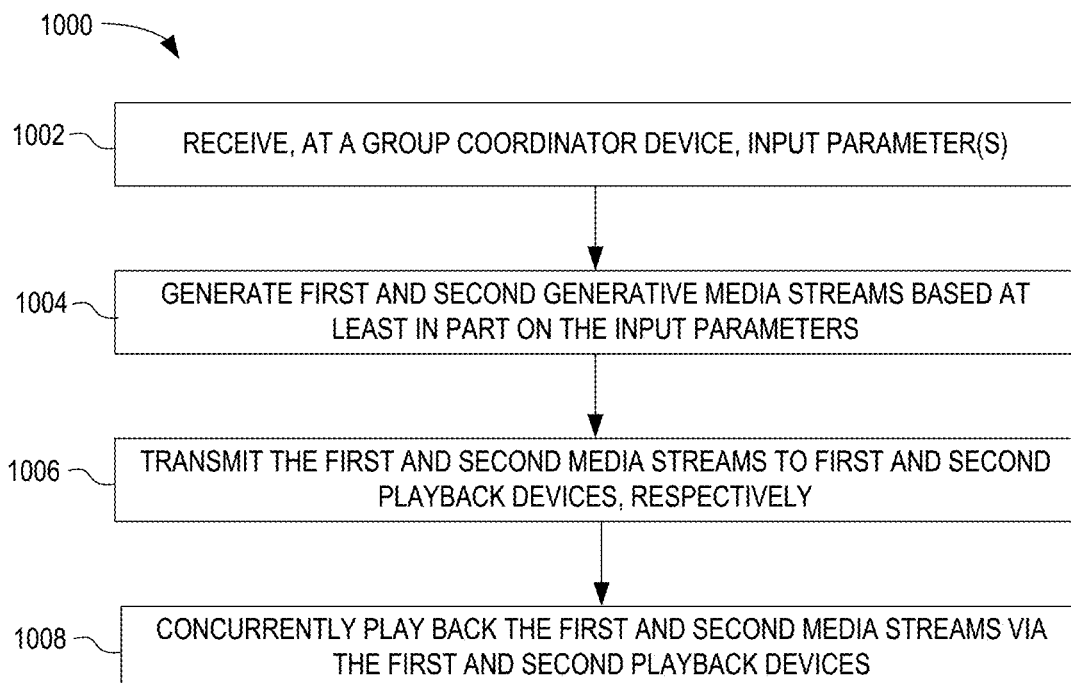 1000
1002
RECEIVE, AT A GROUP COORDINATOR DEVICE, INPUT PARAMETER(S)
1004
GENERATE FIRST AND SECOND GENERATIVE MEDIA STREAMS BASED AT
LEAST IN PART ON THE INPUT PARAMETERS
1006
TRANSMIT THE FIRST AND SECOND MEDIA STREAMS TO FIRST AND SECOND
PLAYBACK DEVICES, RESPECTIVELY
1008
CONCURRENTLY PLAY BACK THE FIRST AND SECOND MEDIA STREAMS VIA
THE FIRST AND SECOND PLAYBACK DEVICES